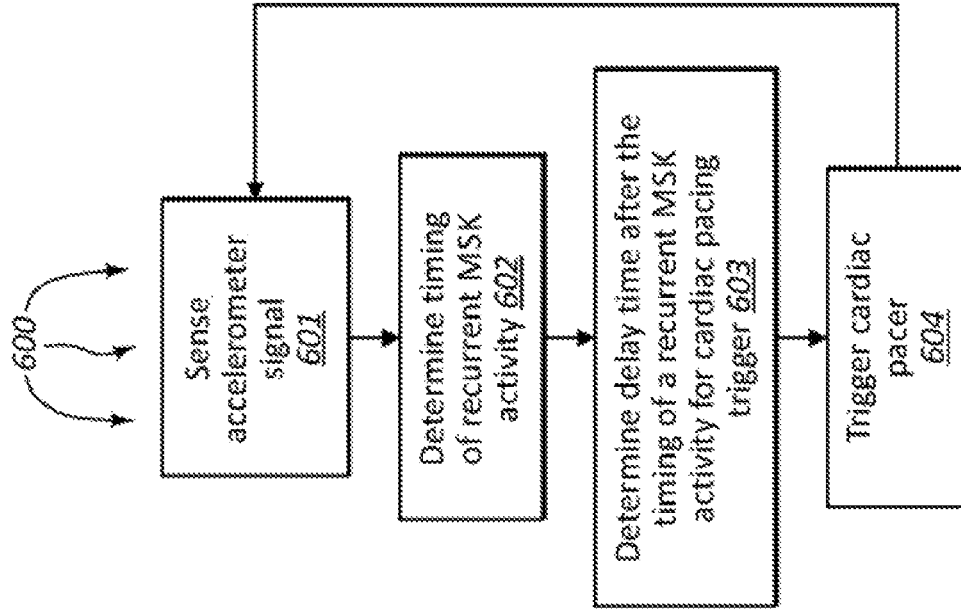 600
Sense
accelerometer
signal
601
Determine timing
of recurrent MSK
activity 602
Determine delay time after the
timing of a recurrent MSK
activity for cardiac pacing
trigger 603
Trigger cardiac
pacer
604